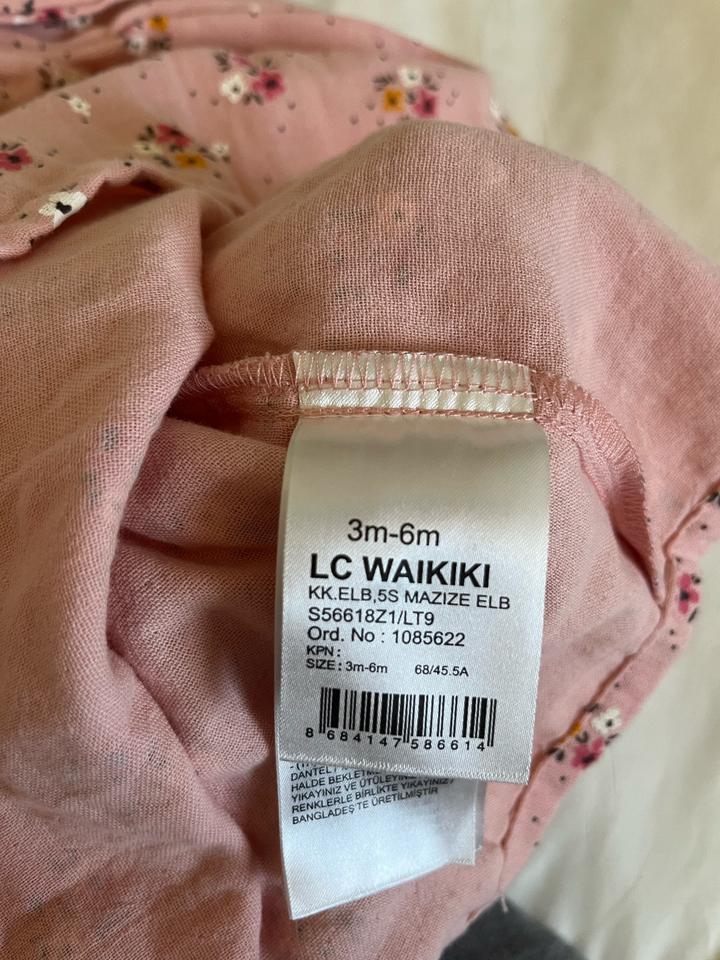 3m-6m
LC WAIKIKI
KK.ELB,5S MAZIZE ELB
S56618Z1/LT9
Ord. No : 1085622
KPN :
SIZE : 3m-6m 68/45.5A
8 684147 586614
DANTEL
HALDE BEKLETME
YIKAYINIZ VE ÜTÜLEYİNİZ
RENKLERLE BİRLİKTE YIKAYINIZ
BANGLADEŞ'TE ÜRETİLMİŞTİR